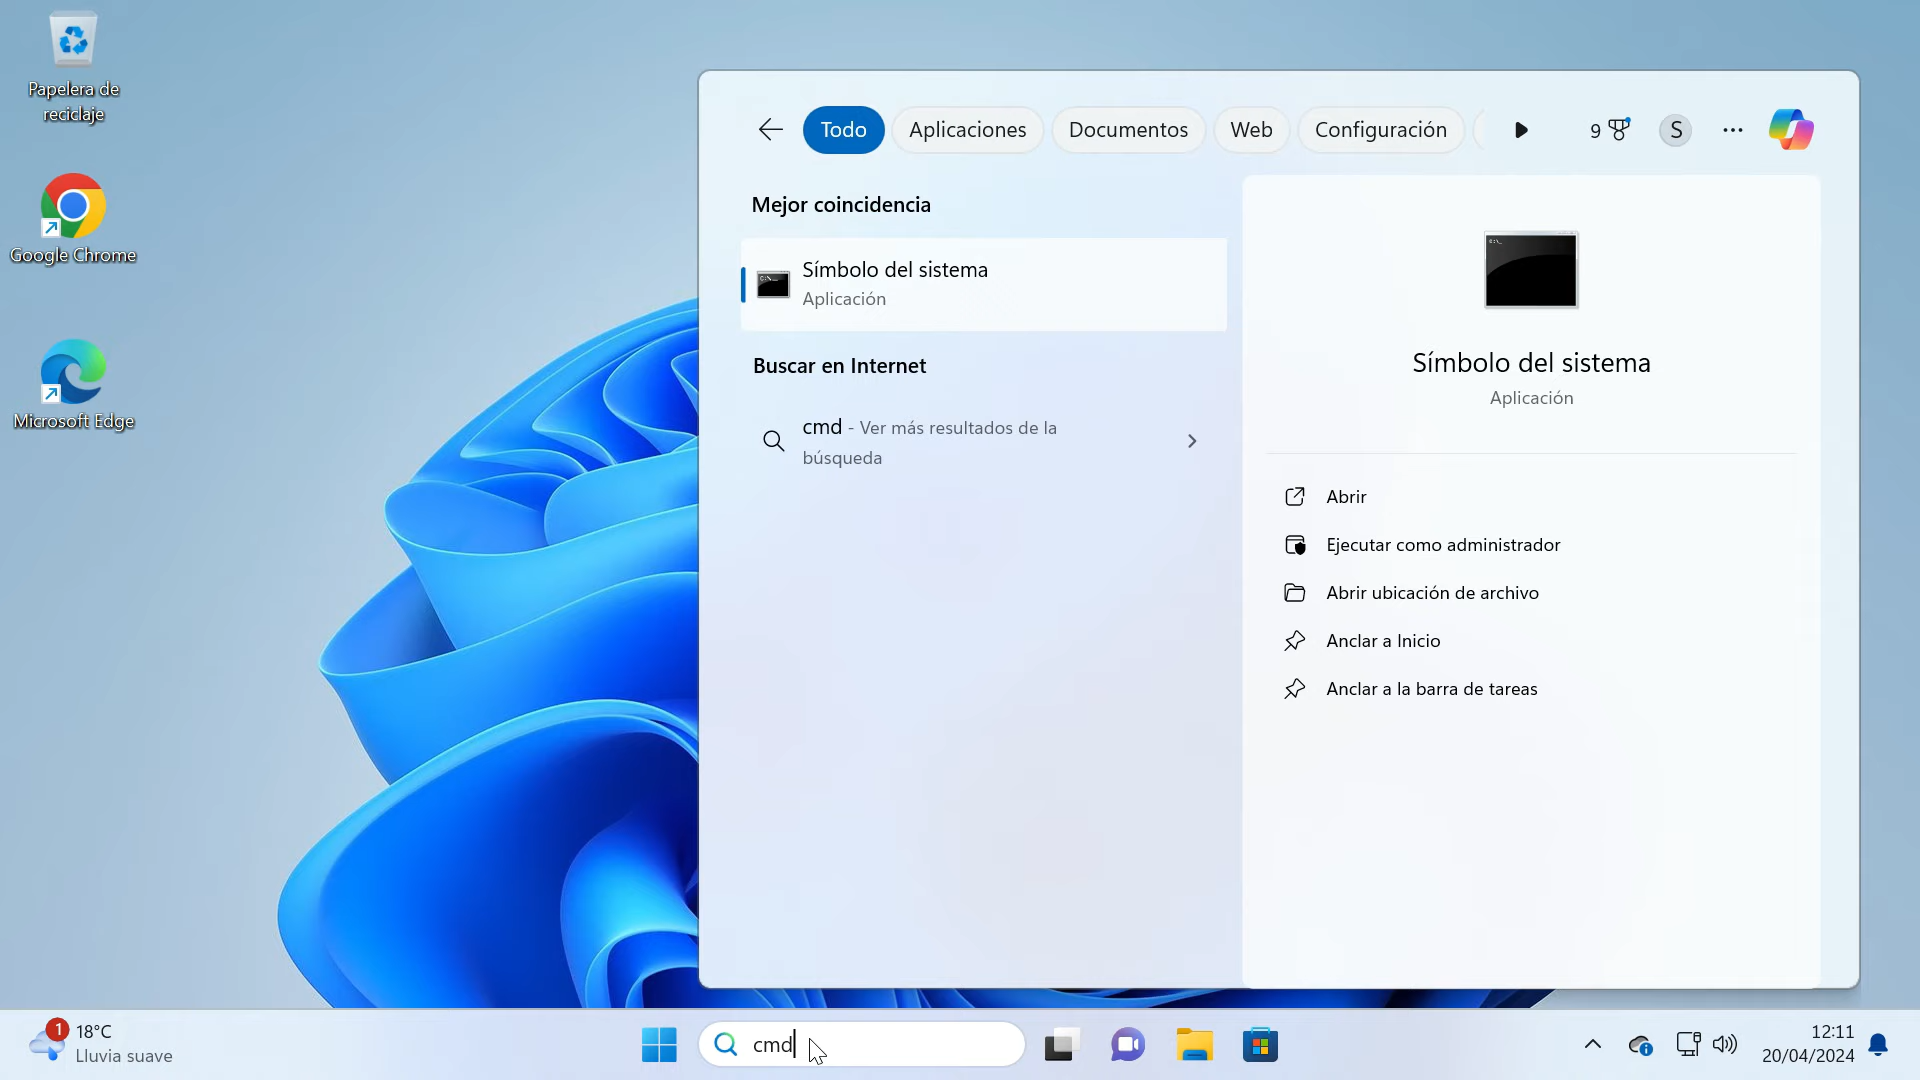 Papelera de
reciclaje
Google Chrome
Microsoft Edge
Todo
Aplicaciones
Documentos
Web
Configuración
9
S
Mejor coincidencia
Símbolo del sistema
Aplicación
Buscar en Internet
cmd - Ver más resultados de la
búsqueda
Símbolo del sistema
Aplicación
Abrir
Ejecutar como administrador
Abrir ubicación de archivo
Anclar a Inicio
Anclar a la barra de tareas
1
18°C
Lluvia suave
cmd
12:11
20/04/2024